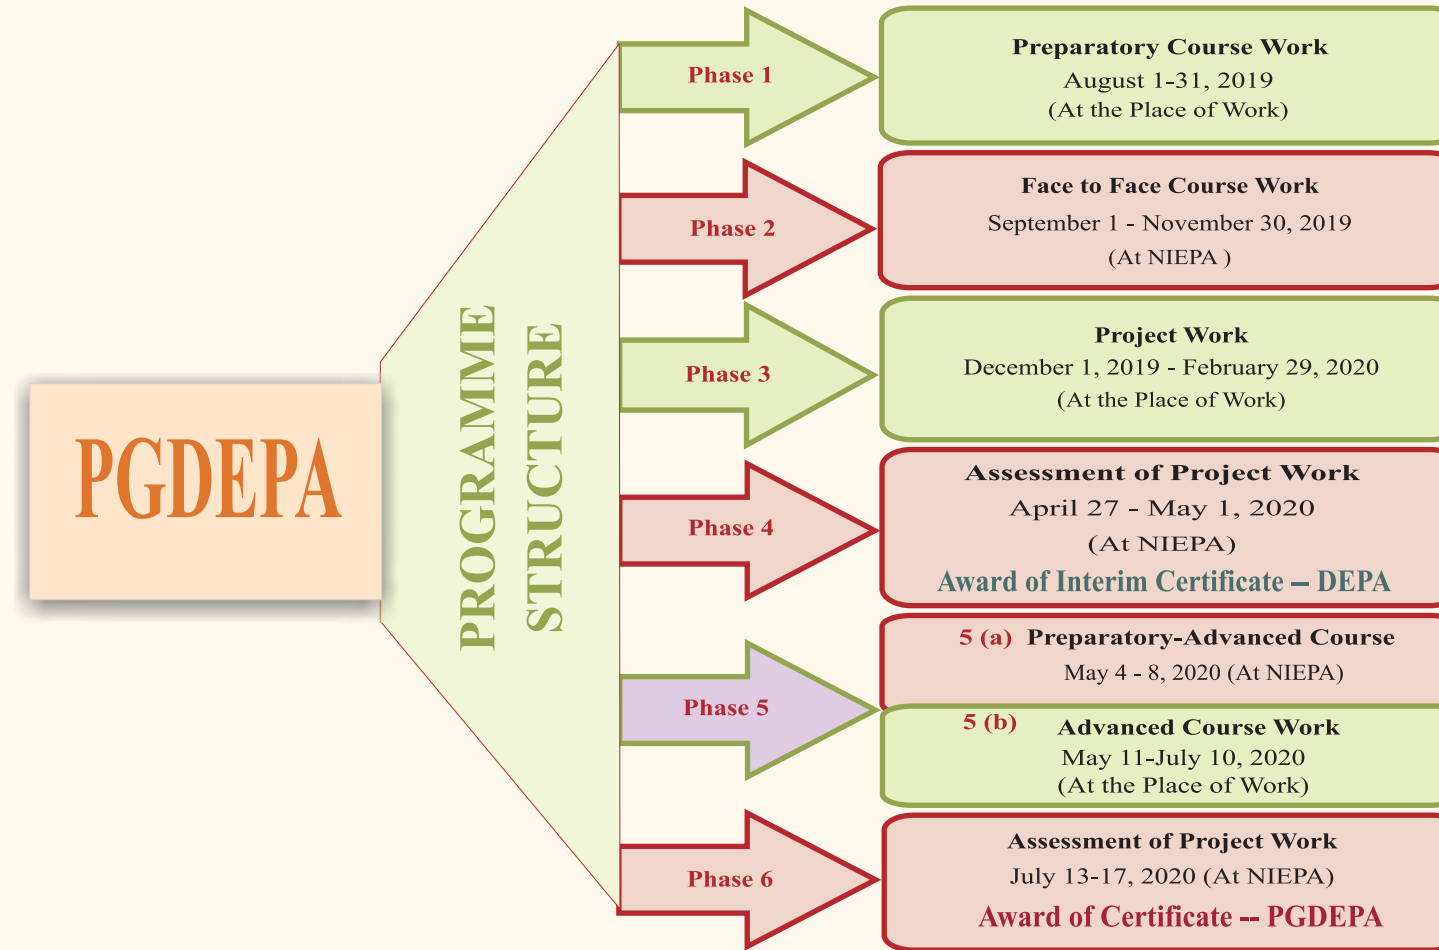 PGDEPA
PROGRAMME
STRUCTURE
Phase 1
Preparatory Course Work
August 1-31, 2019
(At the Place of Work)
Phase 2
Face to Face Course Work
September 1 - November 30, 2019
(At NIEPA )
Phase 3
Project Work
December 1, 2019 - February 29, 2020
(At the Place of Work)
Phase 4
Assessment of Project Work
April 27 - May 1, 2020
(At NIEPA)
Award of Interim Certificate – DEPA
Phase 5
5 (a) Preparatory-Advanced Course
May 4 - 8, 2020 (At NIEPA)
5 (b) Advanced Course Work
May 11-July 10, 2020
(At the Place of Work)
Phase 6
Assessment of Project Work
July 13-17, 2020 (At NIEPA)
Award of Certificate -- PGDEPA